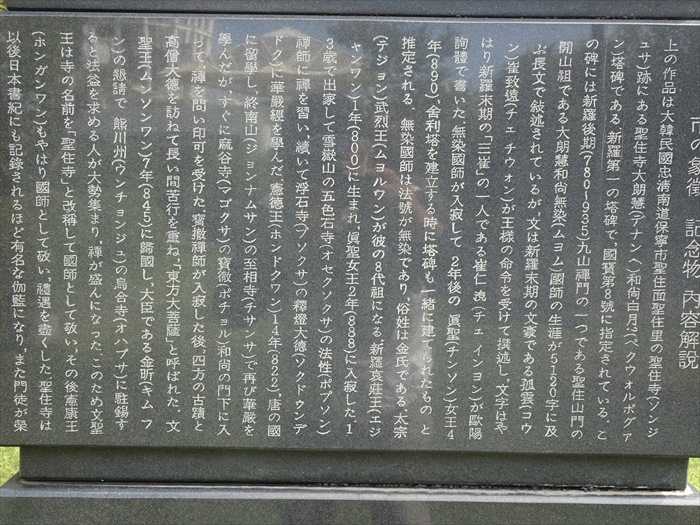 市の象徴 記念物 內容解説
上の作品は大韓民國忠淸南道保寧市聖住面聖住里の聖住寺(ソンジ
ュサ)跡にある聖住寺大朗慧(テナンヘ)和尚白月?(ペクウォルボグァ
ン)塔碑である。新羅第一の塔碑で、國寶第8號に指定されている。こ
の碑には新羅後期(780~1935九山禪門の一つである聖住山門の
開山祖である大朗慧和尚無染(ムヨム)國師の生涯が5120字に及
ぶ長文で敍述されているが、文は新羅末期の文豪である孤雲(コウ
ン)崔致遠(チェ チウォン)が王様の命令を受けて撰述し、文字はや
はり新羅末期の「三崔」の一人である崔仁渷(チェ インヨン)が歐陽
詢體で書いた。無染國師が入寂して 2年後の 眞聖(チンソン)女王4
年(890)、舍利塔を建立する時に塔碑も一緒に建てられたもの と
推定される。 無染國師は法號が無染であり、俗姓は金氏である。太宗
(テジョン)武烈王(ムヨルワン)が彼の8代祖になる。新羅哀莊王(エジ
ャンワン)1年(800)に生まれ、眞聖女王2年(888)に入寂した。1
3歳で出家して雪嶽山の五色石寺(オセクソクサ)の法性(ポプソン)
禪師に禪を習い、續いて浮石寺(プソクサ)の釋燈大德(ソクドゥンデ
ドク)に華嚴經を學んだ。憲德王(ホンドクワン)14年(822)、唐の國
に留學し、終南山(ジョンナムサン)の至相寺(チサンサ)で再び華嚴を
學んだが、すぐに麻谷寺(マゴクサ)の寶徹(ポチョル)和尚の門下に入
って 禪を問い印可を受けた。寶徹禪師が入寂した後、四方の古蹟と
高僧大德を訪ねて長い間苦行を重ね、「東方大菩薩」と呼ばれた。文
聖王(ムンソンワン)7年(845)に歸國し、大臣である金昕(キム フ
ン)の懇請で 熊川州(ウンチョンジュ)の烏合寺(オハプサ)に駐錫す
ると法益を求める人が大勢集まり、禪が盛んになった。このため文聖
王は寺の名前を「聖住寺」と改稱して國師として敬い、その後憲康王
(ホンガンワン)もやはり國師として敬い、禮遇を盡くした。聖住寺は
以後日本書紀にも記録されるほど有名な伽藍になり、また門徒が榮